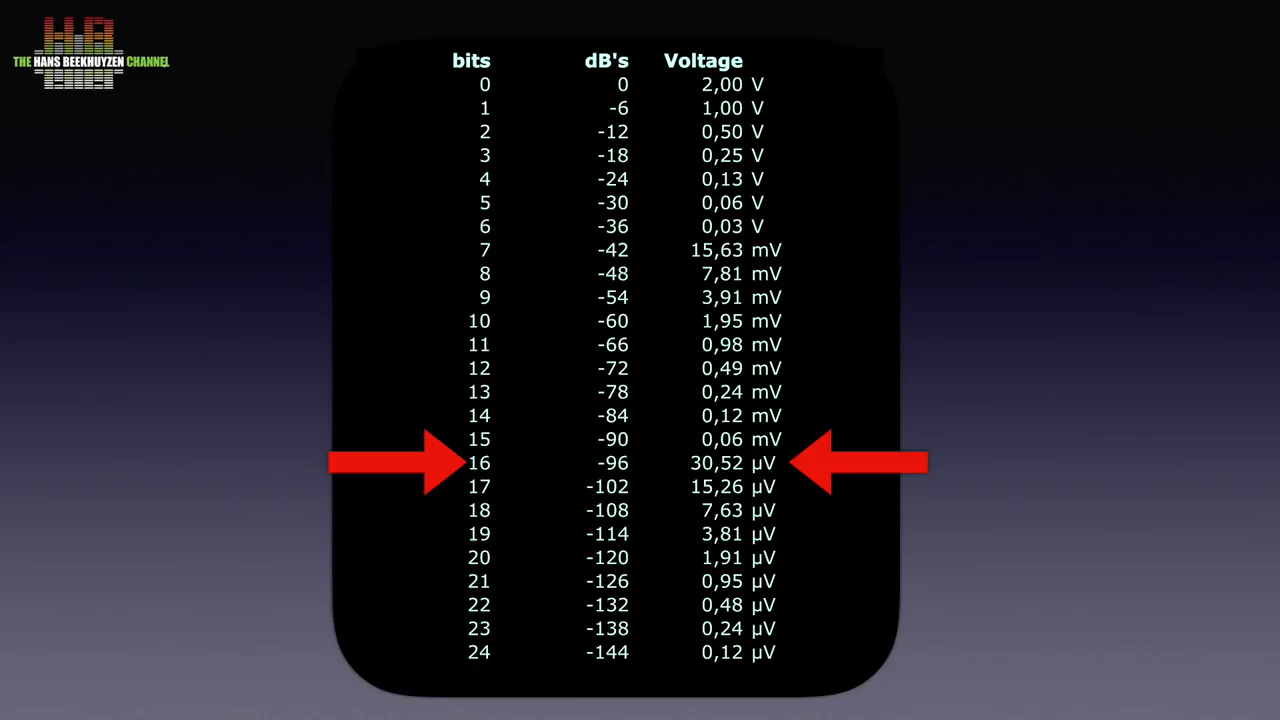 THE HANS BEEKHUYZEN CHANNEL
bits dB's Voltage
0 0 2,00 V
1 -6 1,00 V
2 -12 0,50 V
3 -18 0,25 V
4 -24 0,13 V
5 -30 0,06 V
6 -36 0,03 V
7 -42 15,63 mV
8 -48 7,81 mV
9 -54 3,91 mV
10 -60 1,95 mV
11 -66 0,98 mV
12 -72 0,49 mV
13 -78 0,24 mV
14 -84 0,12 mV
15 -90 0,06 mV
16 -96 30,52 µV
17 -102 15,26 µV
18 -108 7,63 µV
19 -114 3,81 µV
20 -120 1,91 µV
21 -126 0,95 µV
22 -132 0,48 µV
23 -138 0,24 µV
24 -144 0,12 µV